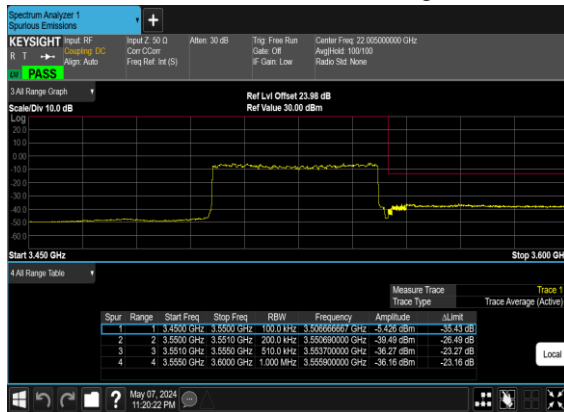 Spectrum Analyzer 1
Spurious Emissions
KEYSIGHT Input: RF Input Z: 50 Ω Atten: 30 dB Trig: Free Run Center Freq: 22.005000000 GHz
R T Coupling: DC Corr CCorr Gate: Off Avg|Hold: 100/100
Align: Auto Freq Ref: Int (S) IF Gain: Low Radio Std: None
PASS
3 All Range Graph
Ref Lvl Offset 23.98 dB
Scale/Div 10.0 dB Ref Value 30.00 dBm
Log
20.0
10.0
0.00
-10.0
-20.0
-30.0
-40.0
-50.0
-60.0
Start 3.450 GHz Stop 3.600 GHz
4 All Range Table
Measure Trace Trace 1
Trace Type Trace Average (Active)
Spur Range Start Freq Stop Freq RBW Frequency Amplitude ΔLimit
1 1 3.4500 GHz 3.5500 GHz 100.0 kHz 3.506666667 GHz -5.426 dBm -35.43 dB
2 2 3.5500 GHz 3.5510 GHz 200.0 kHz 3.550690000 GHz -39.49 dBm -26.49 dB
3 3 3.5510 GHz 3.5550 GHz 510.0 kHz 3.553700000 GHz -36.27 dBm -23.27 dB
4 4 3.5550 GHz 3.6000 GHz 1.000 MHz 3.555900000 GHz -36.16 dBm -23.16 dB
Local
May 07, 2024
11:20:22 PM